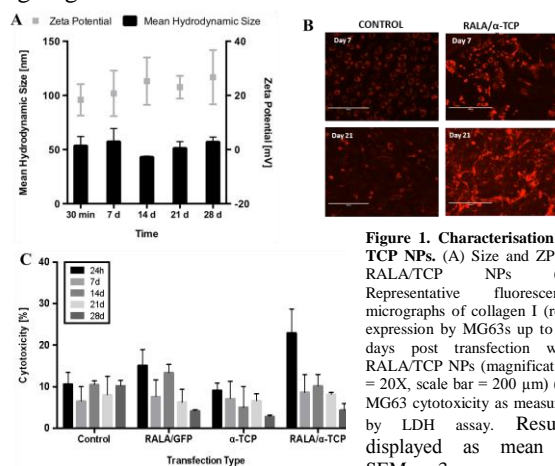 A
Zeta Potential
Mean Hydrodynamic Size
Mean Hydrodynamic Size [nm]
150
100
50
0
40
20
0
-20
Zeta Potential [mV]
30 min
7 d
14 d
21 d
28 d
Time
B
CONTROL
RALA/α-TCP
Day 7
Day 7
Day 21
Day 21
C
Cytotoxicity [%]
40
30
20
10
0
24h
7d
14d
21d
28d
Control
RALA/GFP
α-TCP
RALA/α-TCP
Transfection Type
Figure 1. Characterisation
TCP NPs. (A) Size and ZP
RALA/TCP NPs (
Representative fluorescen
micrographs of collagen I (re
expression by MG63s up to
days post transfection w
RALA/TCP NPs (magnificat
= 20X, scale bar = 200 µm) (
MG63 cytotoxicity as measur
by LDH assay. Resu
displayed as mean